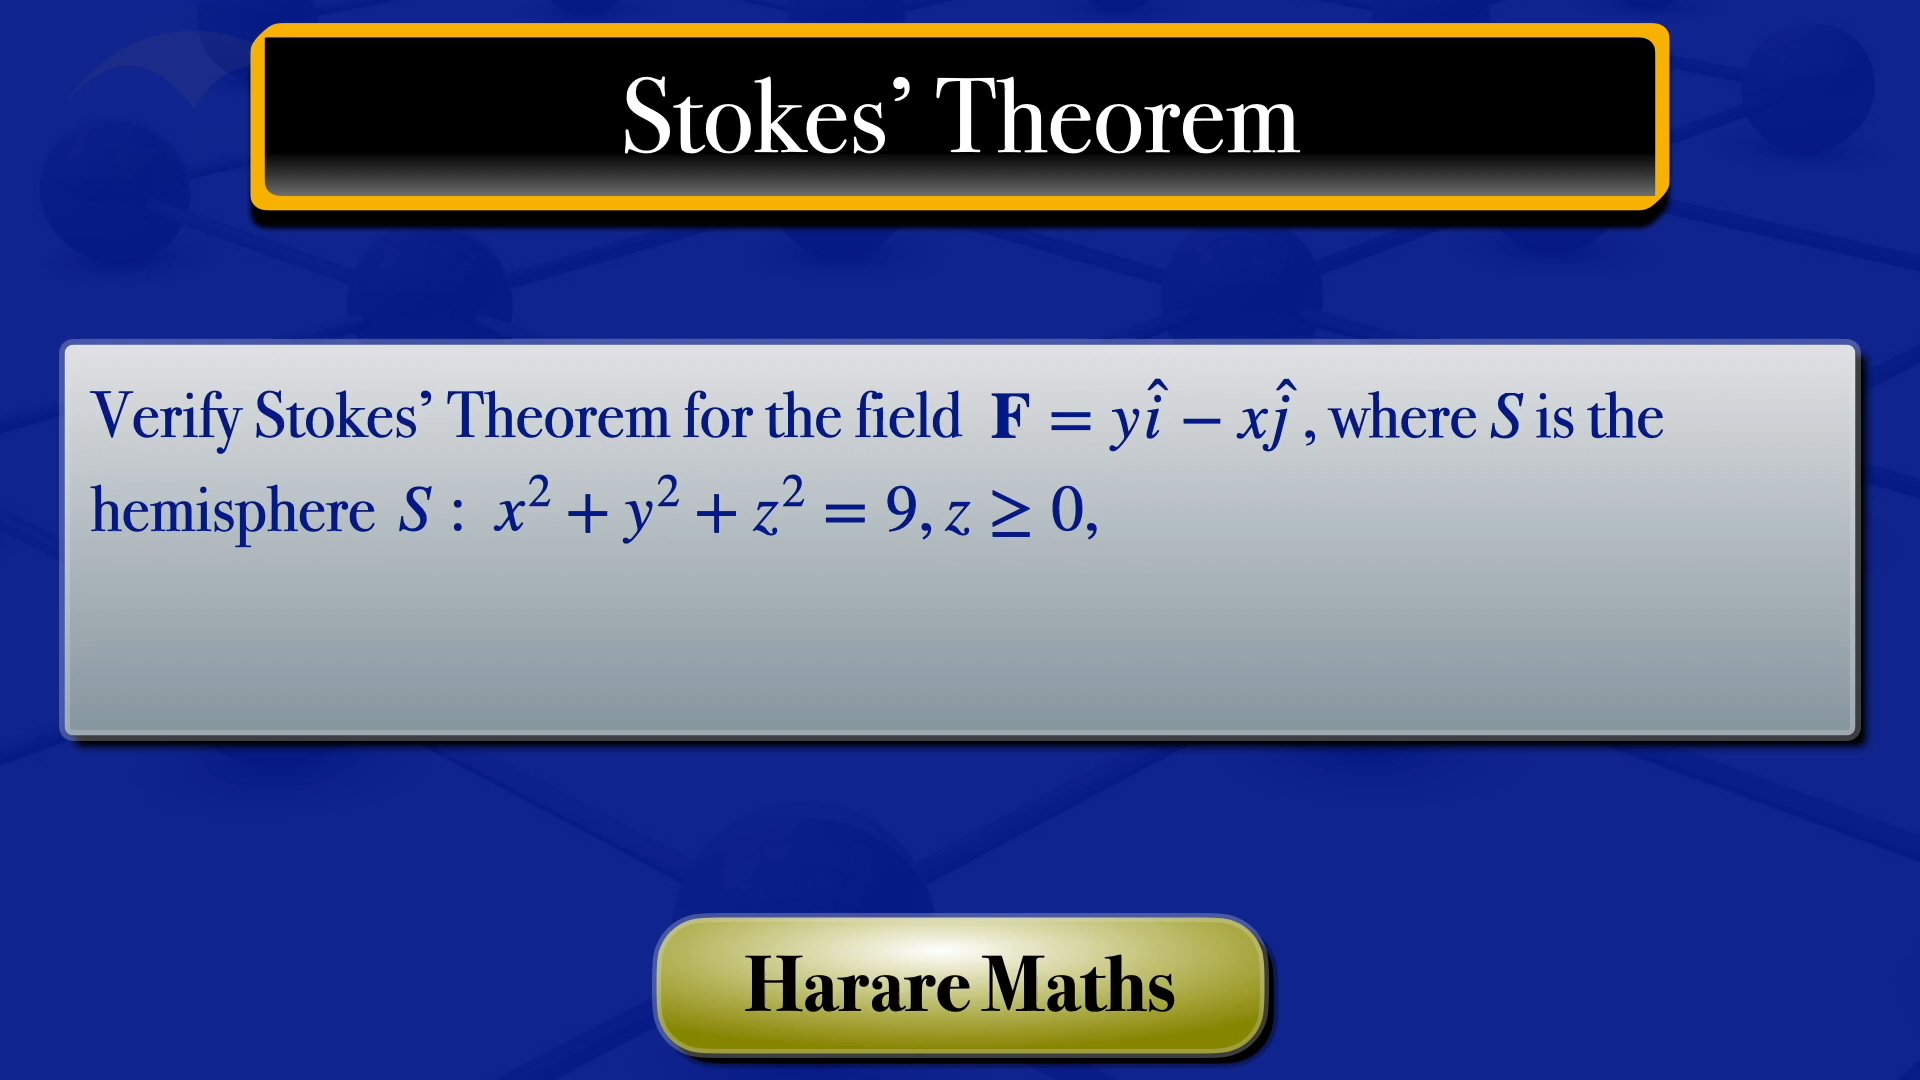 Stokes’ Theorem
Verify Stokes’ Theorem for the field 𝐅 = yî − xĵ , where S is the
hemisphere S : x² + y² + z² = 9, z ≥ 0,
Harare Maths